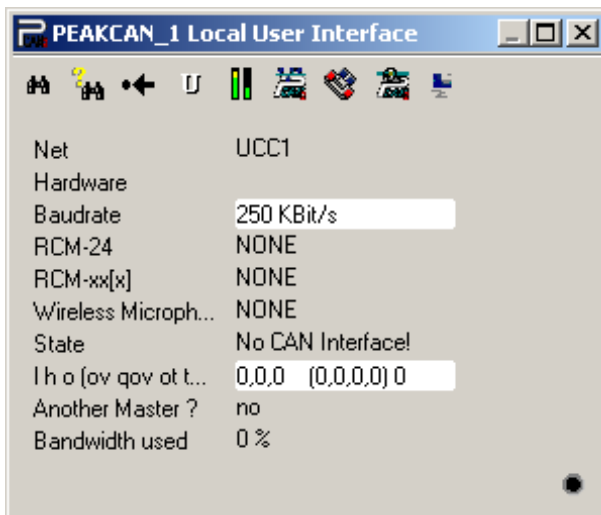 PEAKCAN_1 Local User Interface
U
Net UCC1
Hardware
Baudrate 250 KBit/s
RCM-24 NONE
RCM-xx[x] NONE
Wireless Microph... NONE
State No CAN Interface!
l h o (ov qov ot t... 0,0,0 (0,0,0,0) 0
Another Master ? no
Bandwidth used 0 %